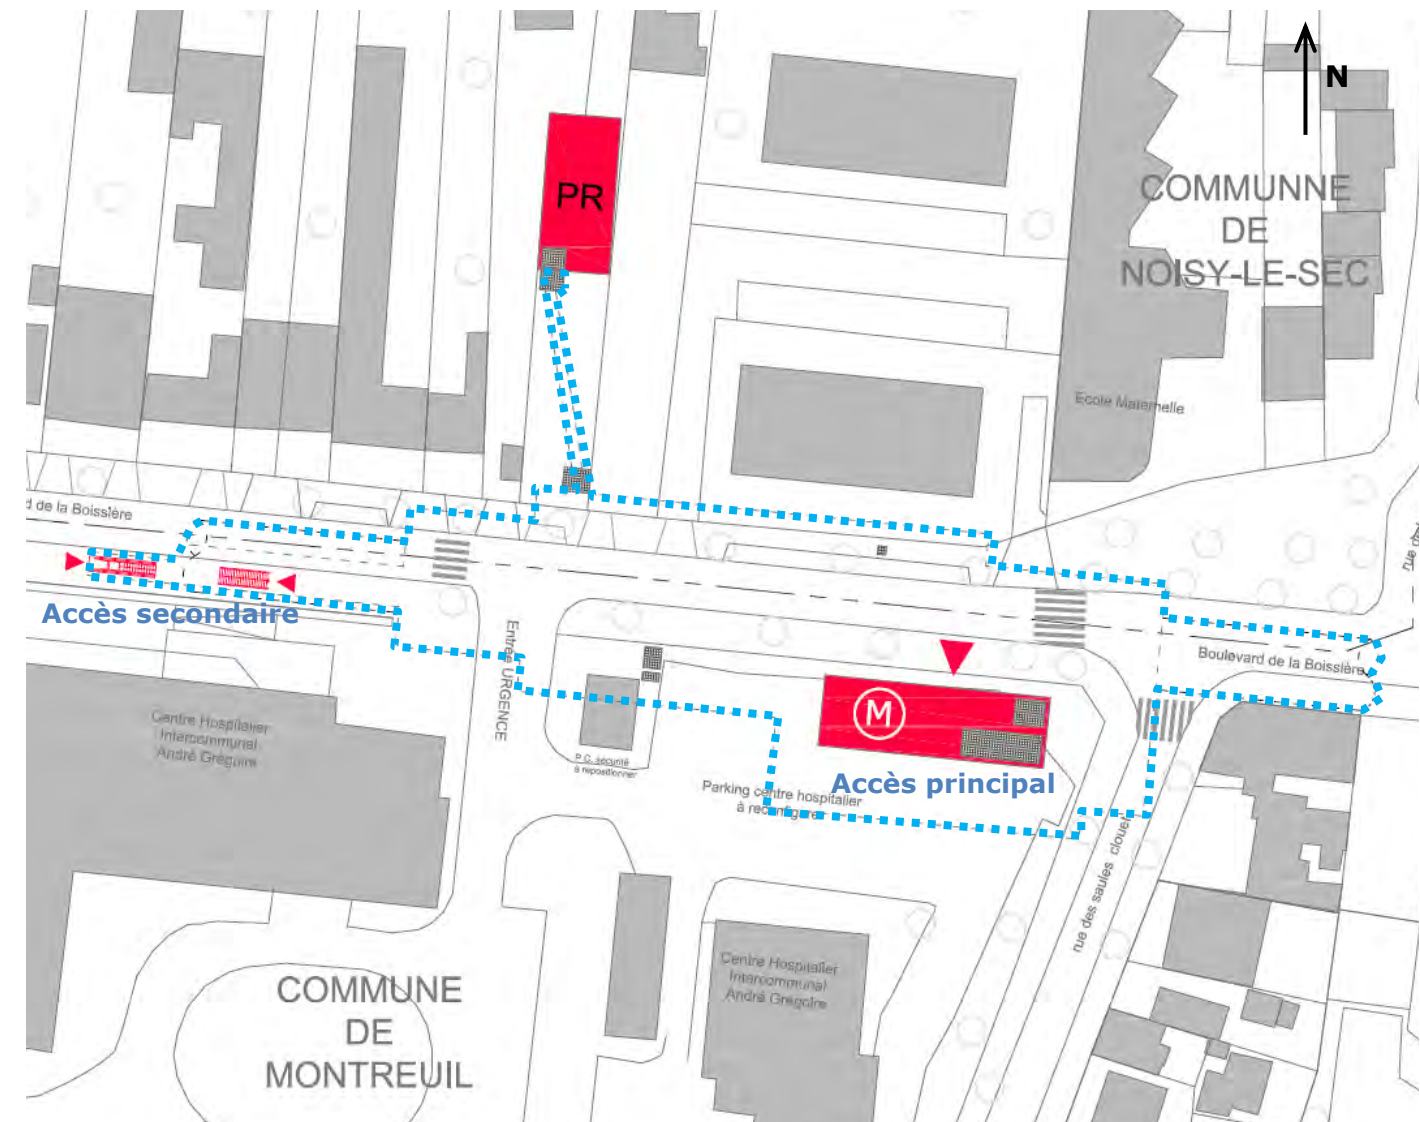 N
PR
COMMUNNE
DE
NOISY-LE-SEC
Ecole Maternelle
d de la Boissière
rue de
Accès secondaire
Entrée URGENCE
Boulevard de la Boissière
M
Centre Hospitalier
Intercommunal
André Grégoire
P.C. sécurité
à repositionner
Accès principal
Parking centre hospitalier
à reconfigurer
rue des saules clouet
Centre Hospitalier
Intercommunal
André Grégoire
COMMUNE
DE
MONTREUIL